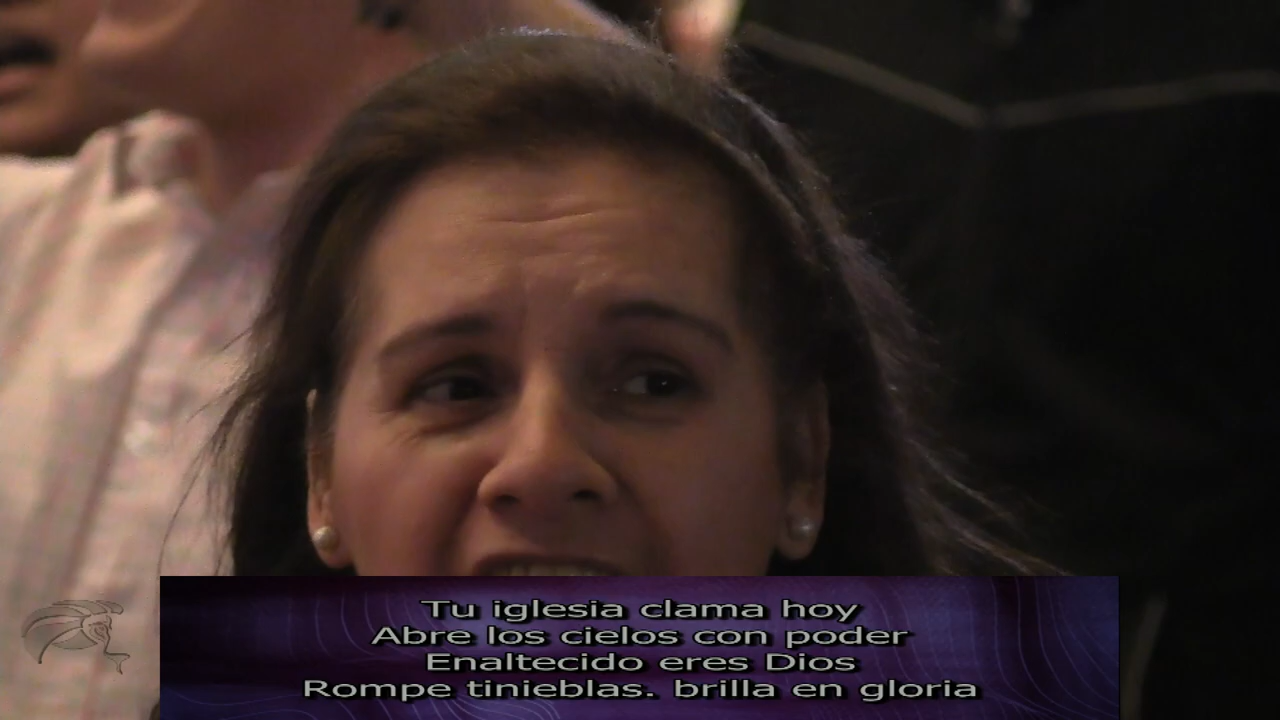 Tu iglesia clama hoy
Abre los cielos con poder
Enaltecido eres Dios
Rompe tinieblas. brilla en gloria